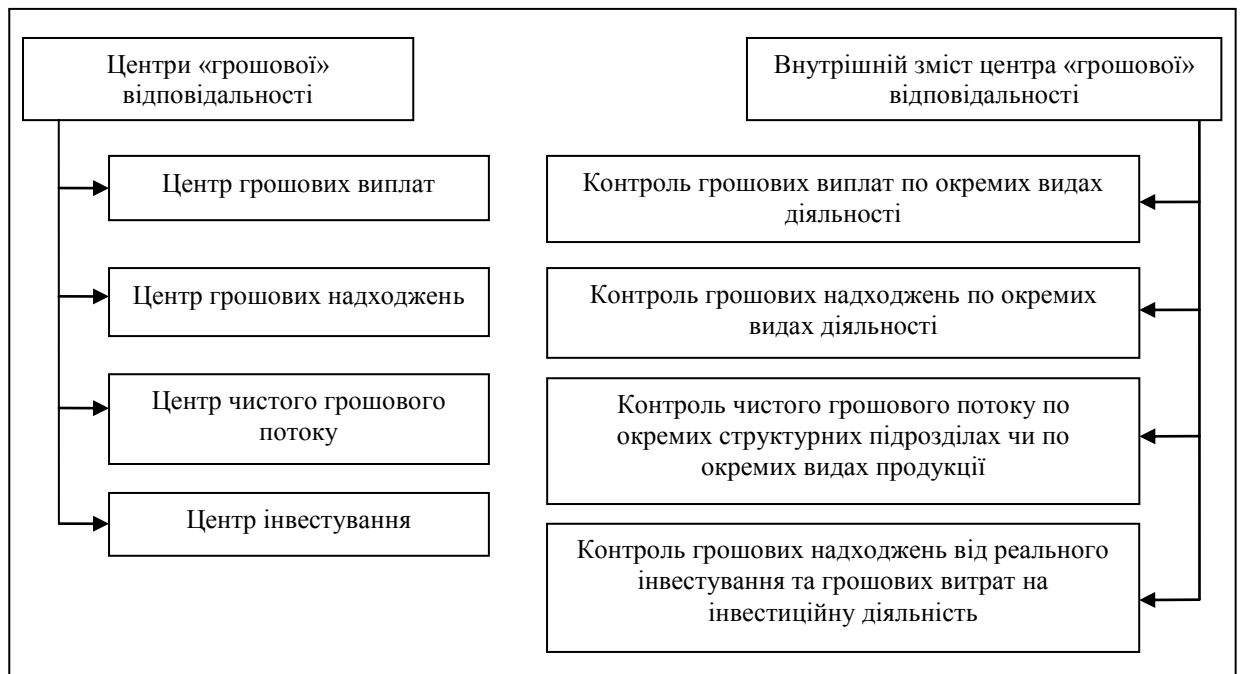 Центри «грошової»
відповідальності
Внутрішній зміст центра «грошової»
відповідальності
Центр грошових виплат
Контроль грошових виплат по окремих видах
діяльності
Центр грошових надходжень
Контроль грошових надходжень по окремих
видах діяльності
Центр чистого грошового
потоку
Контроль чистого грошового потоку по
окремих структурних підрозділах чи по
окремих видах продукції
Центр інвестування
Контроль грошових надходжень від реального
інвестування та грошових витрат на
інвестиційну діяльність